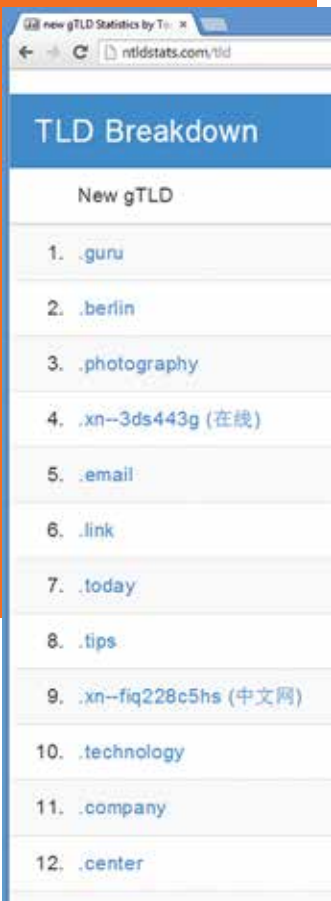 new gTLD Statistics by T
ntldstats.com/tld
TLD Breakdown
New gTLD
1. .guru
2. .berlin
3. .photography
4. .xn--3ds443g (在线)
5. .email
6. .link
7. .today
8. .tips
9. .xn--fiq228c5hs (中文网)
10. .technology
11. .company
12. .center